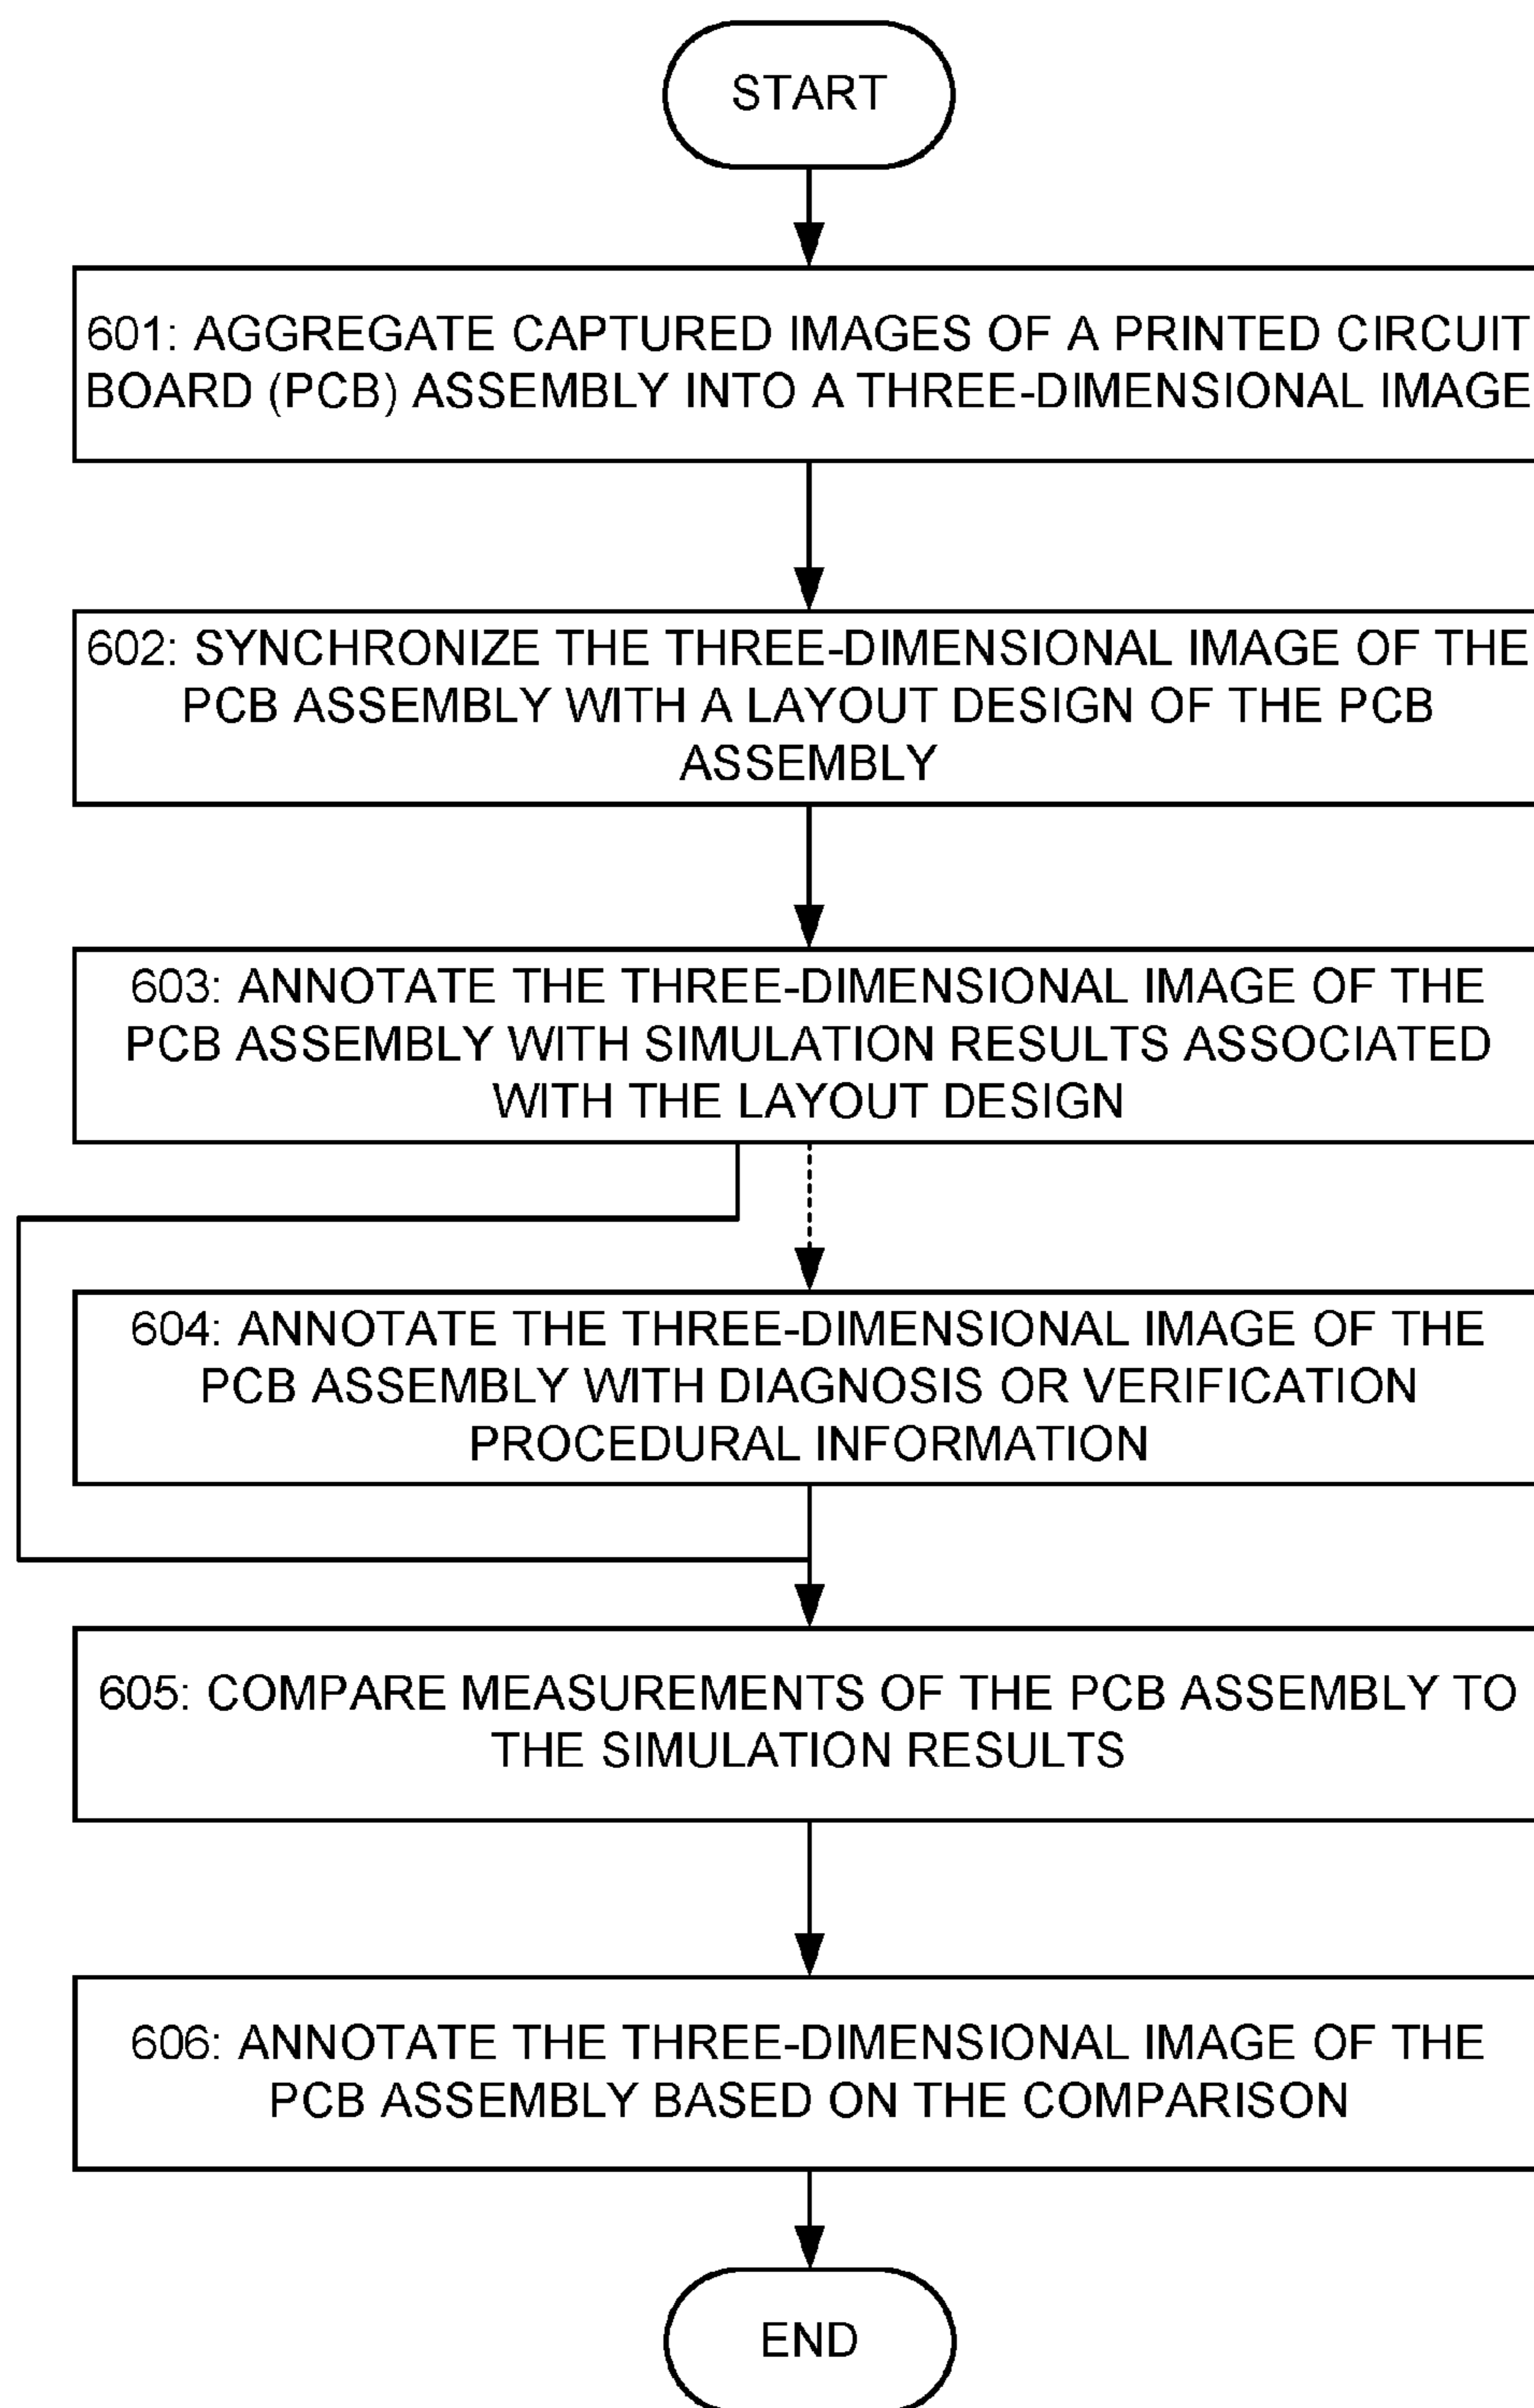 START
601: AGGREGATE CAPTURED IMAGES OF A PRINTED CIRCUIT
BOARD (PCB) ASSEMBLY INTO A THREE-DIMENSIONAL IMAGE
602: SYNCHRONIZE THE THREE-DIMENSIONAL IMAGE OF THE
PCB ASSEMBLY WITH A LAYOUT DESIGN OF THE PCB
ASSEMBLY
603: ANNOTATE THE THREE-DIMENSIONAL IMAGE OF THE
PCB ASSEMBLY WITH SIMULATION RESULTS ASSOCIATED
WITH THE LAYOUT DESIGN
604: ANNOTATE THE THREE-DIMENSIONAL IMAGE OF THE
PCB ASSEMBLY WITH DIAGNOSIS OR VERIFICATION
PROCEDURAL INFORMATION
605: COMPARE MEASUREMENTS OF THE PCB ASSEMBLY TO
THE SIMULATION RESULTS
606: ANNOTATE THE THREE-DIMENSIONAL IMAGE OF THE
PCB ASSEMBLY BASED ON THE COMPARISON
END